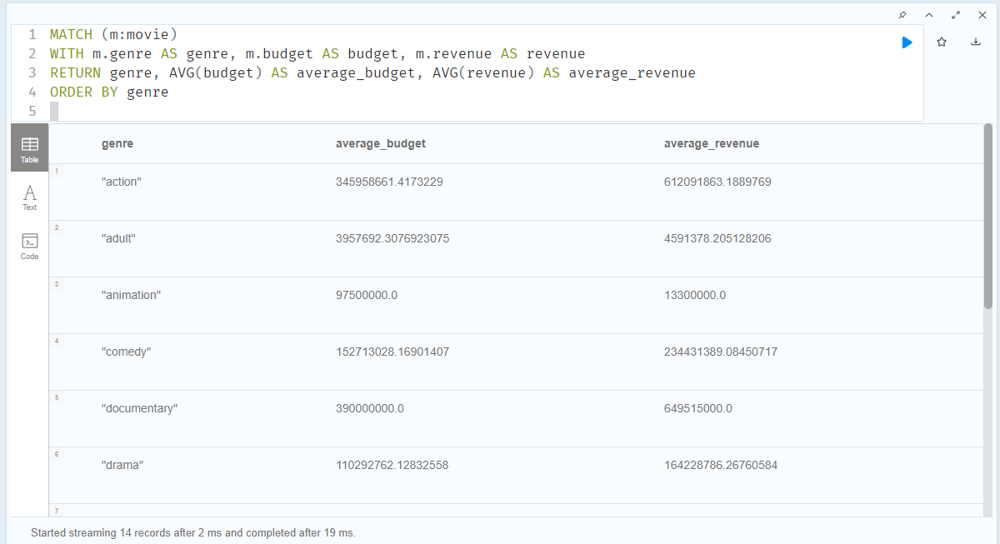 1 MATCH (m:movie)
2 WITH m.genre AS genre, m.budget AS budget, m.revenue AS revenue
3 RETURN genre, AVG(budget) AS average_budget, AVG(revenue) AS average_revenue
4 ORDER BY genre
5
Table
Text
Code
genre average_budget average_revenue
1 "action" 345958661.4173229 612091863.1889769
2 "adult" 3957692.3076923075 4591378.205128206
3 "animation" 97500000.0 13300000.0
4 "comedy" 152713028.16901407 234431389.08450717
5 "documentary" 390000000.0 649515000.0
6 "drama" 110292762.12832558 164228786.26760584
7
Started streaming 14 records after 2 ms and completed after 19 ms.